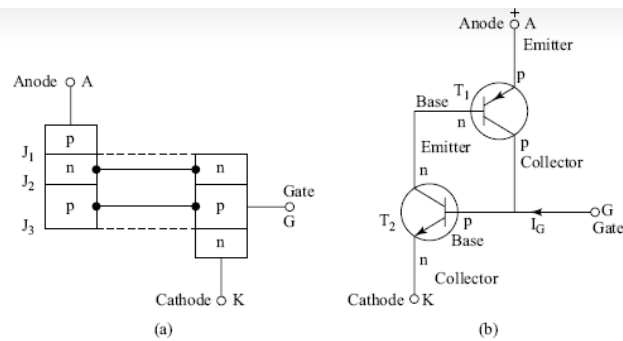 Anode A
p
J1
n
n
J2
p
p
Gate
G
J3
n
Cathode K
(a)
+
Anode A
Emitter
p
T1
Base
n
p
Collector
Emitter
n
T2
p
Base
IG
G
Gate
n
Collector
Cathode K
(b)